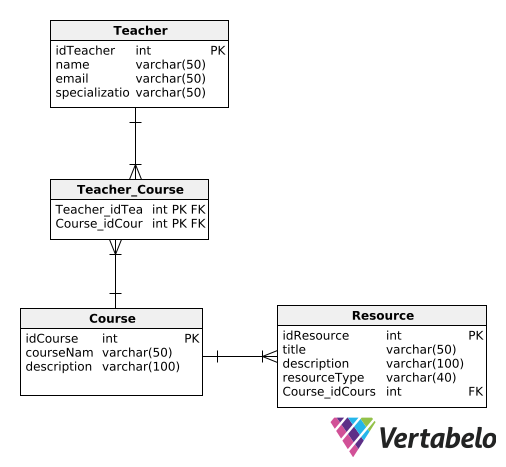 Teacher
idTeacher int PK
name varchar(50)
email varchar(50)
specializatio varchar(50)
Teacher_Course
Teacher_idTea int PK FK
Course_idCour int PK FK
Course
idCourse int PK
courseNam varchar(50)
description varchar(100)
Resource
idResource int PK
title varchar(50)
description varchar(100)
resourceType varchar(40)
Course_idCours int FK
Vertabelo